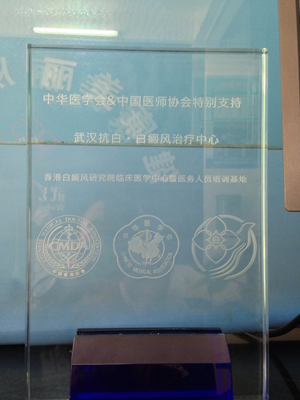 中华医学会&中国医师协会特别支持
武汉抗白·白癜风治疗中心
香港白癜风研究院临床医学中心暨医务人员培训基地
CMDA